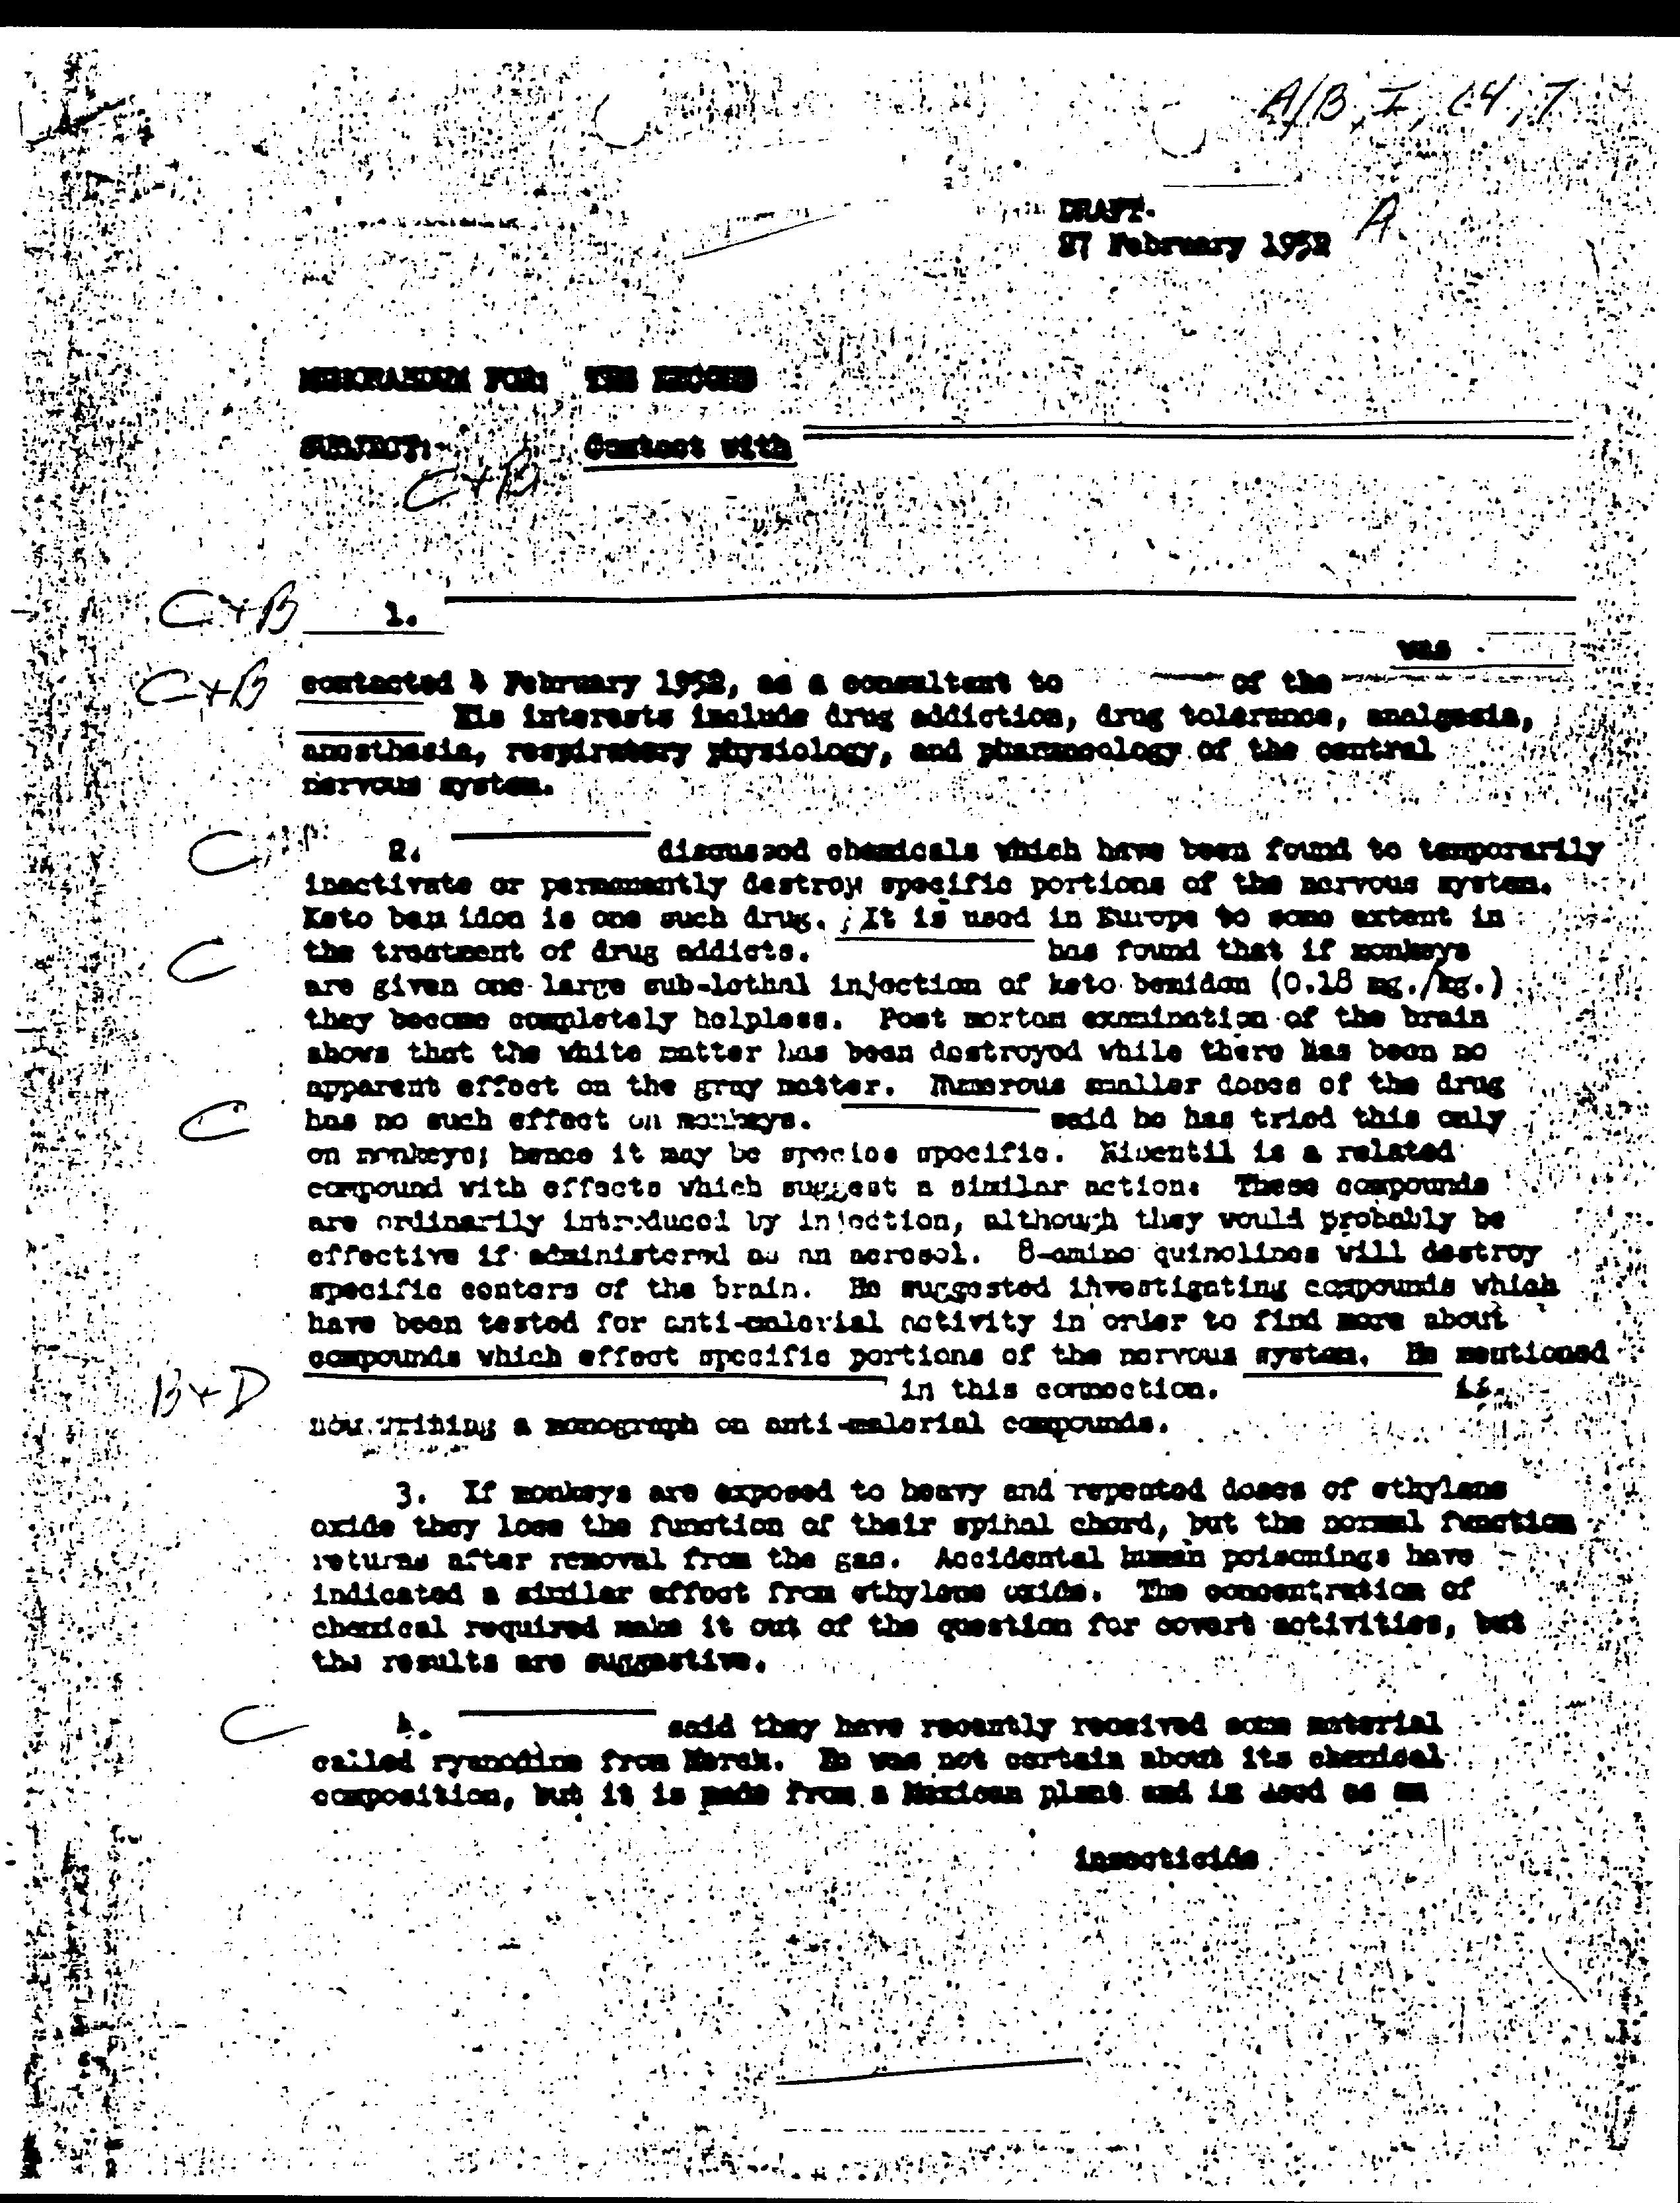 A/B, I, C4, 7
DRAFT.
27 February 1952
A
MEMORANDUM FOR: THE RECORD
SUBJECT: Contact with
C+B
C+B 1.
was
C+B contacted 4 February 1952, as a consultant to of the
His interests include drug addiction, drug tolerance, analgesia,
anesthesia, respiratory physiology, and pharmacology of the central
nervous system.
C 2. discussed chemicals which have been found to temporarily
inactivate or permanently destroy specific portions of the nervous system.
Keto bem idon is one such drug. It is used in Europe to some extent in
C the treatment of drug addicts. has found that if monkeys
are given one large sub-lethal injection of keto bemidon (0.18 mg./kg.)
they become completely helpless. Post mortem examination of the brain
shows that the white matter has been destroyed while there has been no
apparent effect on the gray matter. Numerous smaller doses of the drug
C has no such effect on monkeys. said he has tried this only
on monkeys; hence it may be species specific. is a related
compound with effects which suggest a similar action. These compounds
are ordinarily introduced by injection, although they would probably be
effective if administered as an aerosol. 8-amino quinolines will destroy
specific centers of the brain. He suggested investigating compounds which
have been tested for anti-malarial activity in order to find more about
compounds which effect specific portions of the nervous system. He mentioned
B+D in this connection. is
now writing a monograph on anti-malarial compounds.
3. If monkeys are exposed to heavy and repeated doses of ethylene
oxide they lose the function of their spinal chord, but the normal function
returns after removal from the gas. Accidental human poisonings have
indicated a similar effect from ethylene oxide. The concentration of
chemical required make it out of the question for covert activities, but
the results are suggestive.
C 4. said they have recently received some material
called ryanodine from Merck. He was not certain about its chemical
composition, but it is made from a Mexican plant and is used as an
insecticide